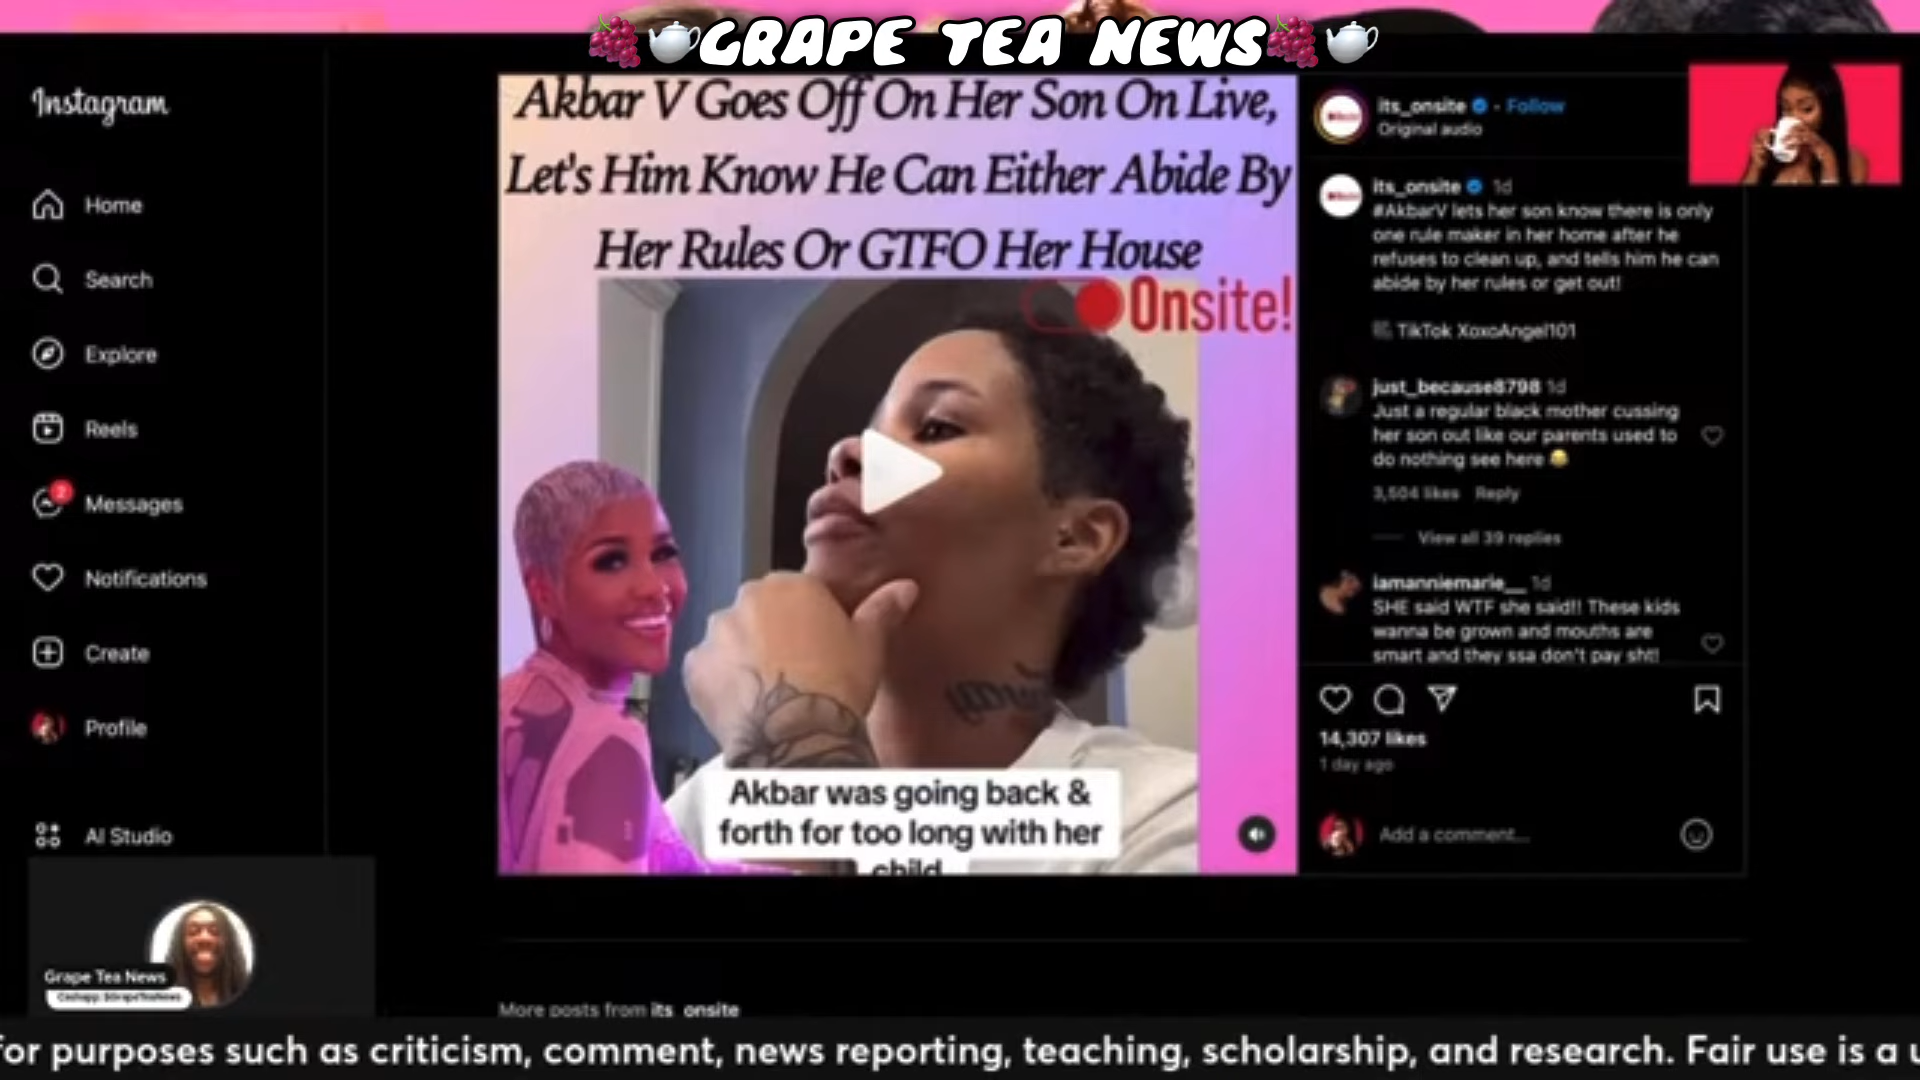 GRAPE TEA NEWS
Instagram
Home
Search
Explore
Reels
2
Messages
Notifications
Create
Profile
AI Studio
Akbar V Goes Off On Her Son On Live,
Let's Him Know He Can Either Abide By
Her Rules Or GTFO Her House
Onsite!
Akbar was going back &
forth for too long with her
child
its_onsite • Follow
Original audio
its_onsite 1d
#AkbarV lets her son know there is only
one rule maker in her home after he
refuses to clean up, and tells him he can
abide by her rules or get out!
TikTok XoxoAngel101
just_because8798 1d
Just a regular black mother cussing
her son out like our parents used to
do nothing see here 😂
3,504 likes Reply
View all 39 replies
iamanniemarie__ 1d
SHE said WTF she said!! These kids
wanna be grown and mouths are
smart and they ssa don't pay sht!
14,307 likes
1 day ago
Add a comment...
Grape Tea News
Cashapp: $GrapeTeaNews
More posts from its_onsite
for purposes such as criticism, comment, news reporting, teaching, scholarship, and research. Fair use is a u